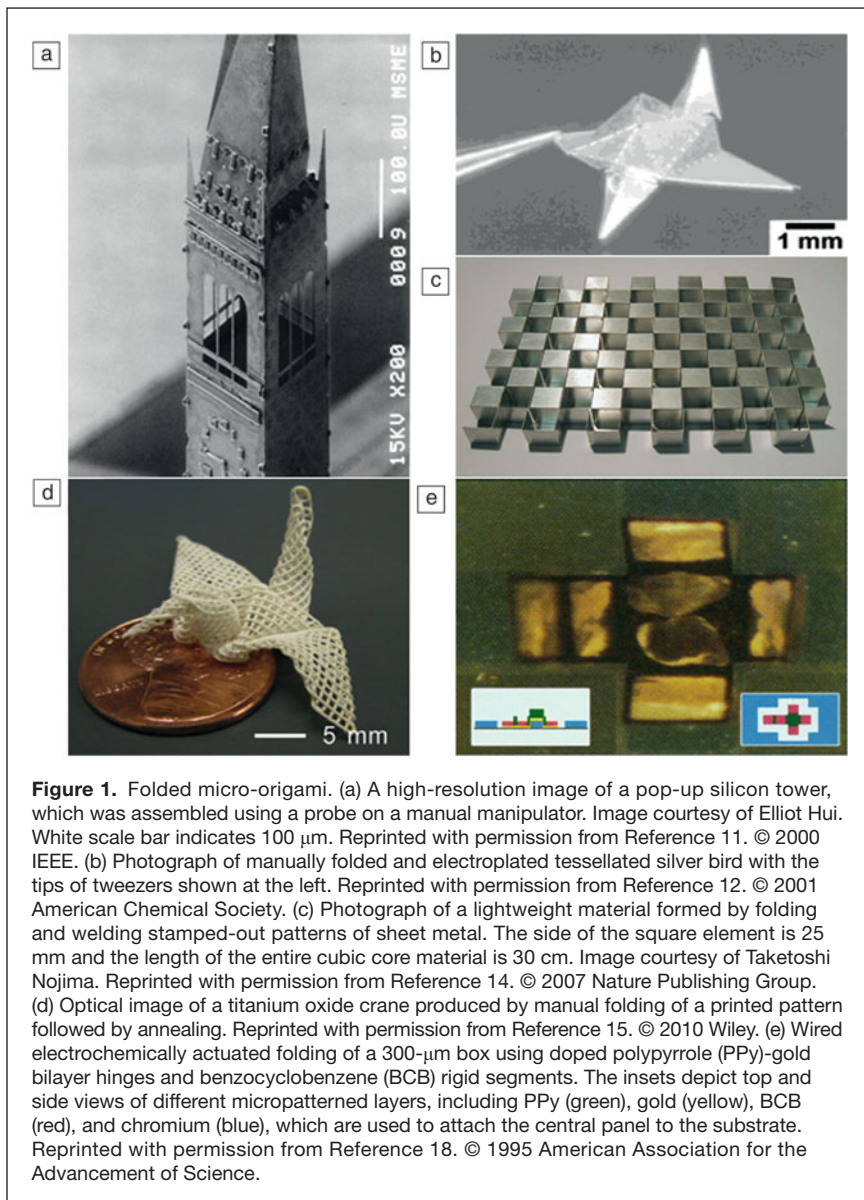 a
15KV X200 0009 100.0U MSME
b
1 mm
c
d
LIBERTY
5 mm
e
Figure 1. Folded micro-origami. (a) A high-resolution image of a pop-up silicon tower,
which was assembled using a probe on a manual manipulator. Image courtesy of Elliot Hui.
White scale bar indicates 100 μm. Reprinted with permission from Reference 11. © 2000
IEEE. (b) Photograph of manually folded and electroplated tessellated silver bird with the
tips of tweezers shown at the left. Reprinted with permission from Reference 12. © 2001
American Chemical Society. (c) Photograph of a lightweight material formed by folding
and welding stamped-out patterns of sheet metal. The side of the square element is 25
mm and the length of the entire cubic core material is 30 cm. Image courtesy of Taketoshi
Nojima. Reprinted with permission from Reference 14. © 2007 Nature Publishing Group.
(d) Optical image of a titanium oxide crane produced by manual folding of a printed pattern
followed by annealing. Reprinted with permission from Reference 15. © 2010 Wiley. (e) Wired
electrochemically actuated folding of a 300-μm box using doped polypyrrole (PPy)-gold
bilayer hinges and benzocyclobenzene (BCB) rigid segments. The insets depict top and
side views of different micropatterned layers, including PPy (green), gold (yellow), BCB
(red), and chromium (blue), which are used to attach the central panel to the substrate.
Reprinted with permission from Reference 18. © 1995 American Association for the
Advancement of Science.